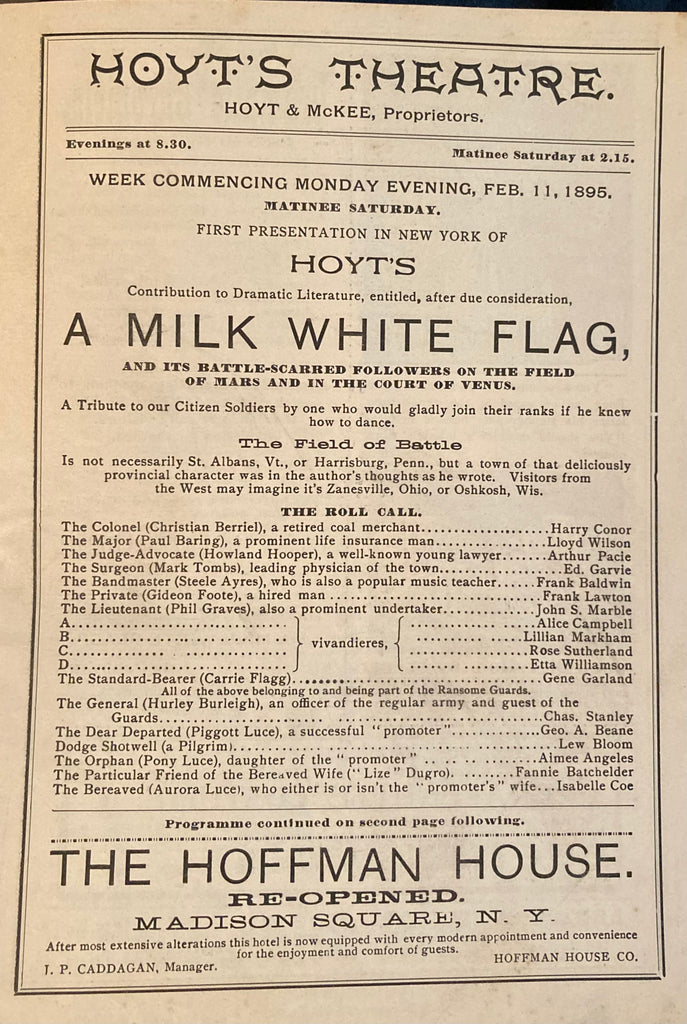 HOYT'S THEATRE.
HOYT & McKEE, Proprietors.
Evenings at 8.30.
Matinee Saturday at 2.15.
WEEK COMMENCING MONDAY EVENING, FEB. 11, 1895.
MATINEE SATURDAY.
FIRST PRESENTATION IN NEW YORK OF
HOYT'S
Contribution to Dramatic Literature, entitled, after due consideration,
A MILK WHITE FLAG,
AND ITS BATTLE-SCARRED FOLLOWERS ON THE FIELD
OF MARS AND IN THE COURT OF VENUS.
A Tribute to our Citizen Soldiers by one who would gladly join their ranks if he knew
how to dance.
The Field of Battle
Is not necessarily St. Albans, Vt., or Harrisburg, Penn., but a town of that deliciously
provincial character was in the author's thoughts as he wrote. Visitors from
the West may imagine it's Zanesville, Ohio, or Oshkosh, Wis.
THE ROLL CALL.
The Colonel (Christian Berriel), a retired coal merchant...................Harry Conor
The Major (Paul Baring), a prominent life insurance man.................Lloyd Wilson
The Judge-Advocate (Howland Hooper), a well-known young lawyer.......Arthur Pacie
The Surgeon (Mark Tombs), leading physician of the town...................Ed. Garvie
The Bandmaster (Steele Ayres), who is also a popular music teacher......Frank Baldwin
The Private (Gideon Foote), a hired man ................................Frank Lawton
The Lieutenant (Phil Graves), also a prominent undertaker..............John S. Marble
A....................................} vivandieres, { ....................Alice Campbell
B....................................} vivandieres, { ....................Lillian Markham
C....................................} vivandieres, { ....................Rose Sutherland
D....................................} vivandieres, { ....................Etta Williamson
The Standard-Bearer (Carrie Flagg)..................................Gene Garland
All of the above belonging to and being part of the Ransome Guards.
The General (Hurley Burleigh), an officer of the regular army and guest of the
Guards..........................................................Chas. Stanley
The Dear Departed (Piggott Luce), a successful "promoter".............Geo. A. Beane
Dodge Shotwell (a Pilgrim)................................................Lew Bloom
The Orphan (Pony Luce), daughter of the "promoter" .. .. .. ..........Aimee Angeles
The Particular Friend of the Bereaved Wife ("Lize" Dugro). ........Fannie Batchelder
The Bereaved (Aurora Luce), who either is or isn't the "promoter's" wife...Isabelle Coe
Programme continued on second page following.
THE HOFFMAN HOUSE.
RE-OPENED.
MADISON SQUARE, N. Y.
After most extensive alterations this hotel is now equipped with every modern appointment and convenience
for the enjoyment and comfort of guests.
J. P. CADDAGAN, Manager.
HOFFMAN HOUSE CO.